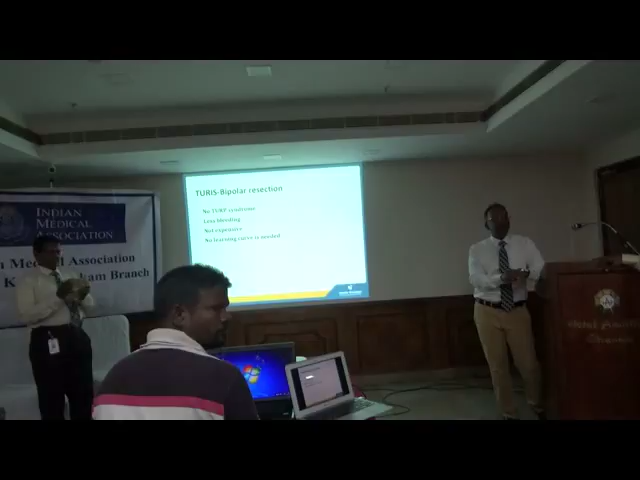 TURIS-Bipolar resection
No TURP syndrome
Less bleeding
Not expensive
No learning curve is needed
INDIAN
MEDICAL
ASSOCIATION
Medical Association
Branch